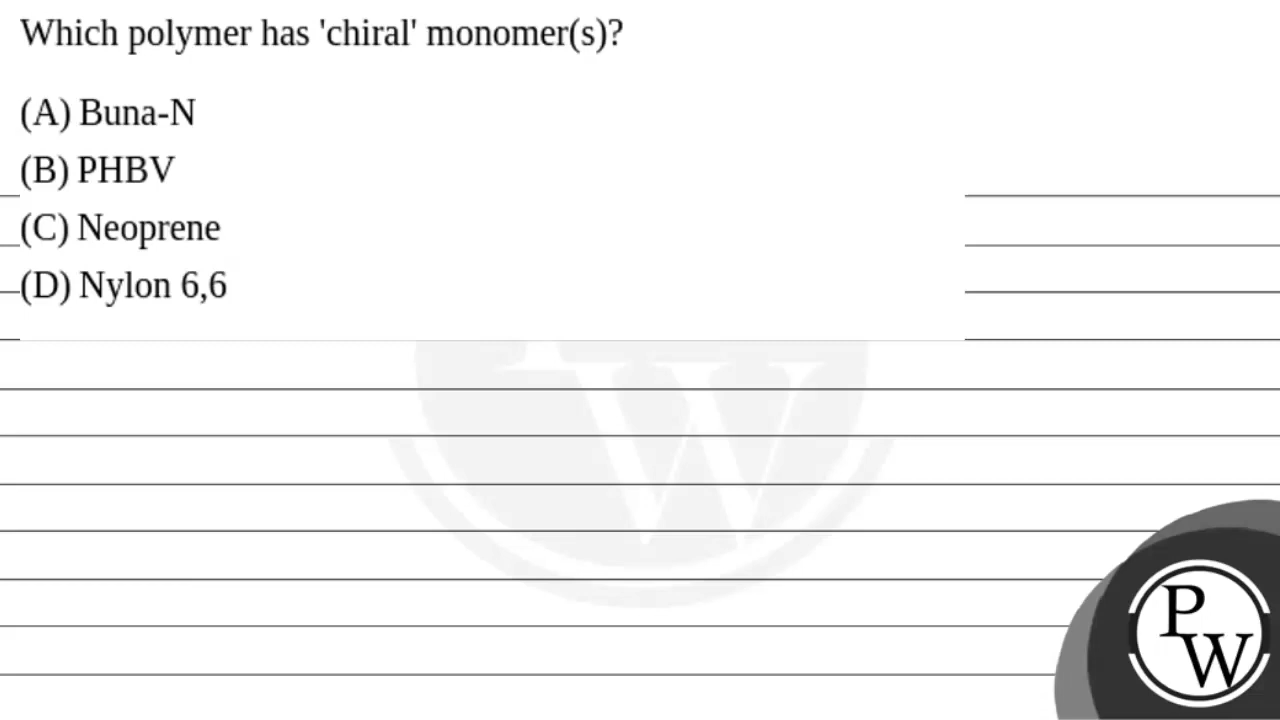 Which polymer has 'chiral' monomer(s)?
(A) Buna-N
(B) PHBV
(C) Neoprene
(D) Nylon 6,6
W
P
W